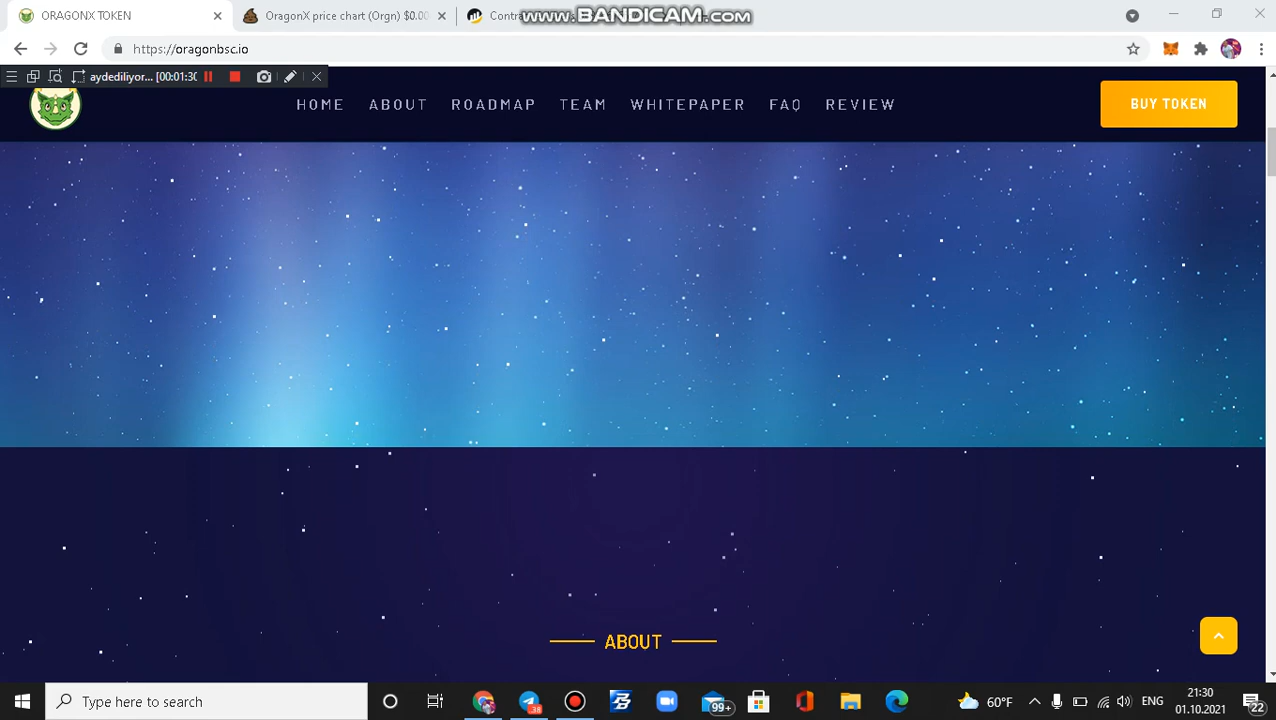 ORAGONX TOKEN
OragonX price chart (Orgn) $0.00
Contr
www.BANDICAM.com
https://oragonbsc.io
aydediliyor... [00:01:30
HOME ABOUT ROADMAP TEAM WHITEPAPER FAQ REVIEW
BUY TOKEN
ABOUT
Type here to search
38
99+
60°F
ENG
21:30
01.10.2021
22